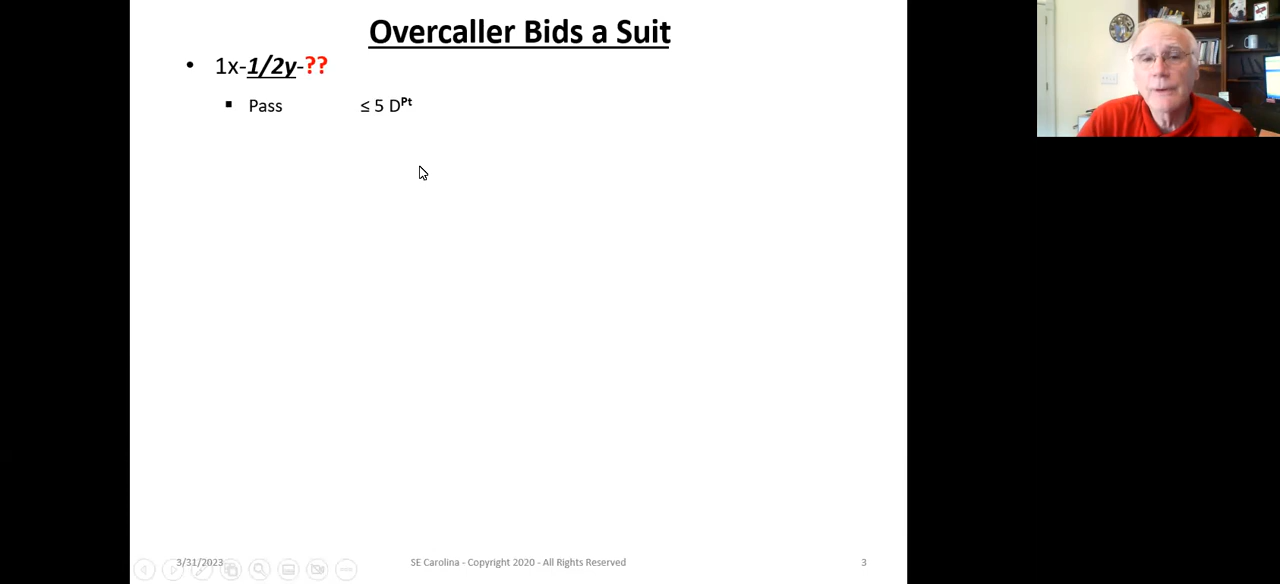 Overcaller Bids a Suit
• 1x-1/2y-??
▪ Pass ≤ 5 Dᴾᵗ
3/31/2023 SE Carolina - Copyright 2020 - All Rights Reserved 3